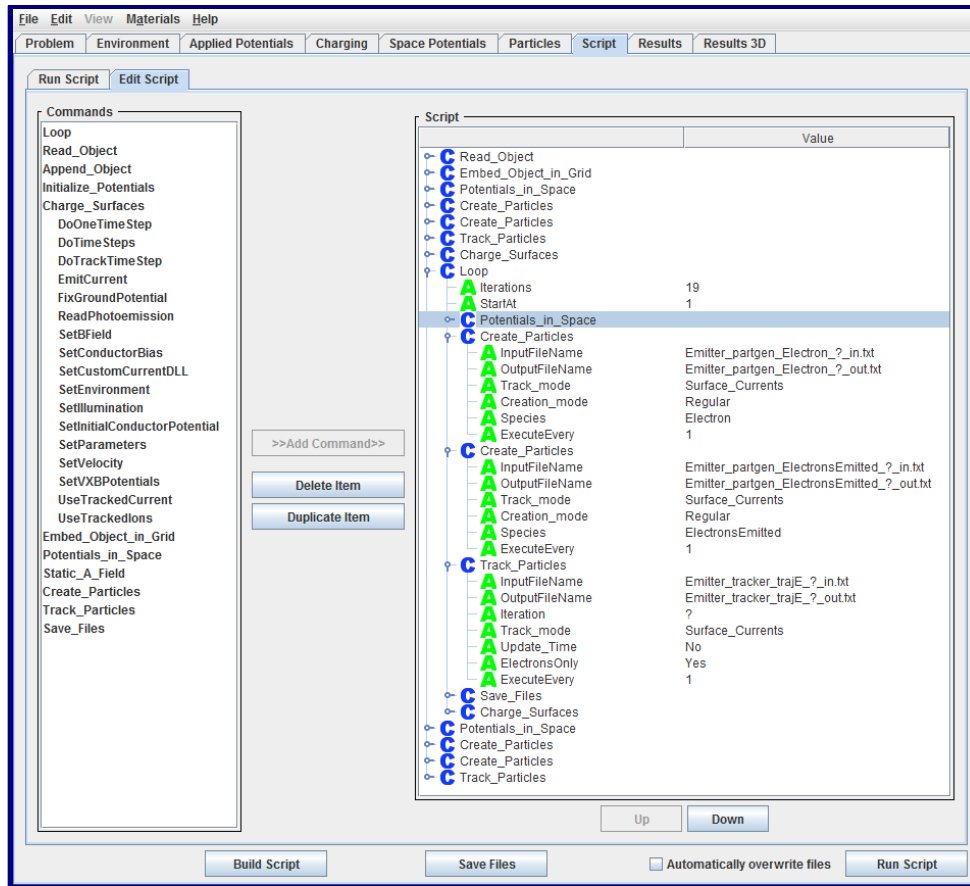 File Edit View Materials Help
Problem Environment Applied Potentials Charging Space Potentials Particles Script Results Results 3D
Run Script Edit Script
Commands
Loop
Read_Object
Append_Object
Initialize_Potentials
Charge_Surfaces
DoOneTimeStep
DoTimeSteps
DoTrackTimeStep
EmitCurrent
FixGroundPotential
ReadPhotoemission
SetBField
SetConductorBias
SetCustomCurrentDLL
SetEnvironment
SetIllumination
SetInitialConductorPotential
SetParameters
SetVelocity
SetVXBPotentials
UseTrackedCurrent
UseTrackedIons
Embed_Object_in_Grid
Potentials_in_Space
Static_A_Field
Create_Particles
Track_Particles
Save_Files
>>Add Command>>
Delete Item
Duplicate Item
Script
Value
C Read_Object
C Embed_Object_in_Grid
C Potentials_in_Space
C Create_Particles
C Create_Particles
C Track_Particles
C Charge_Surfaces
C Loop
A Iterations 19
A StartAt 1
C Potentials_in_Space
C Create_Particles
A InputFileName Emitter_partgen_Electron_?_in.txt
A OutputFileName Emitter_partgen_Electron_?_out.txt
A Track_mode Surface_Currents
A Creation_mode Regular
A Species Electron
A ExecuteEvery 1
C Create_Particles
A InputFileName Emitter_partgen_ElectronsEmitted_?_in.txt
A OutputFileName Emitter_partgen_ElectronsEmitted_?_out.txt
A Track_mode Surface_Currents
A Creation_mode Regular
A Species ElectronsEmitted
A ExecuteEvery 1
C Track_Particles
A InputFileName Emitter_tracker_trajE_?_in.txt
A OutputFileName Emitter_tracker_trajE_?_out.txt
A Iteration ?
A Track_mode Surface_Currents
A Update_Time No
A ElectronsOnly Yes
A ExecuteEvery 1
C Save_Files
C Charge_Surfaces
C Potentials_in_Space
C Create_Particles
C Create_Particles
C Track_Particles
Up Down
Build Script Save Files Automatically overwrite files Run Script